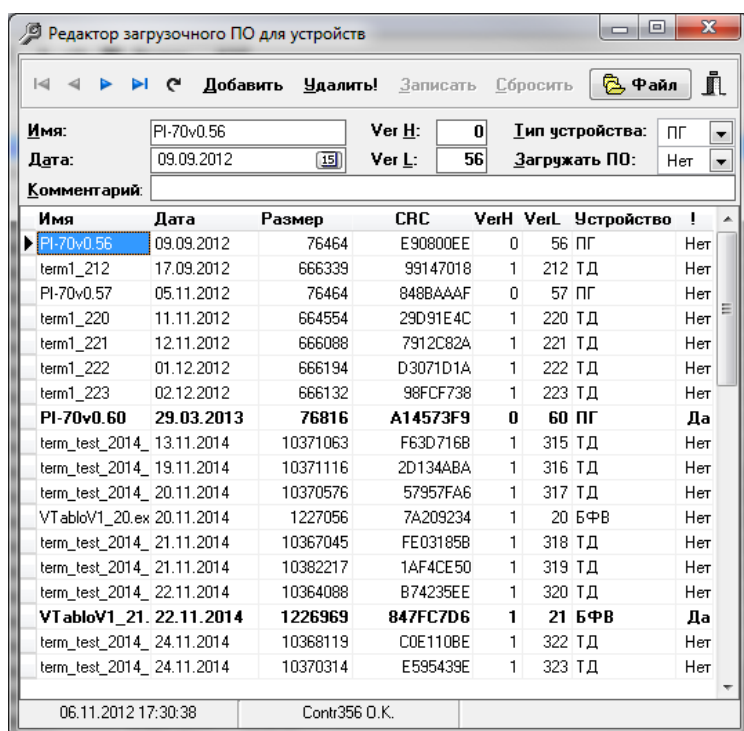 Редактор загрузочного ПО для устройств
Добавить Удалить! Записать Сбросить Файл
Имя: PI-70v0.56 Ver H: 0 Тип устройства: ПГ
Дата: 09.09.2012 15 Ver L: 56 Загружать ПО: Нет
Комментарий:
Имя Дата Размер CRC VerH VerL Устройство !
PI-70v0.56 09.09.2012 76464 E90800EE 0 56 ПГ Нет
term1_212 17.09.2012 666339 99147018 1 212 ТД Нет
PI-70v0.57 05.11.2012 76464 848BAAAF 0 57 ПГ Нет
term1_220 11.11.2012 664554 29D91E4C 1 220 ТД Нет
term1_221 12.11.2012 666088 7912C82A 1 221 ТД Нет
term1_222 01.12.2012 666194 D3071D1A 1 222 ТД Нет
term1_223 02.12.2012 666132 98FCF738 1 223 ТД Нет
PI-70v0.60 29.03.2013 76816 A14573F9 0 60 ПГ Да
term_test_2014_ 13.11.2014 10371063 F63D716B 1 315 ТД Нет
term_test_2014_ 19.11.2014 10371116 2D134ABA 1 316 ТД Нет
term_test_2014_ 20.11.2014 10370576 57957FA6 1 317 ТД Нет
VTabloV1_20.ex 20.11.2014 1227056 7A209234 1 20 БФВ Нет
term_test_2014_ 21.11.2014 10367045 FE03185B 1 318 ТД Нет
term_test_2014_ 21.11.2014 10382217 1AF4CE50 1 319 ТД Нет
term_test_2014_ 22.11.2014 10364088 B74235EE 1 320 ТД Нет
VTabloV1_21. 22.11.2014 1226969 847FC7D6 1 21 БФВ Да
term_test_2014_ 24.11.2014 10368119 C0E110BE 1 322 ТД Нет
term_test_2014_ 24.11.2014 10370314 E595439E 1 323 ТД Нет
06.11.2012 17:30:38 Contr356 O.K.